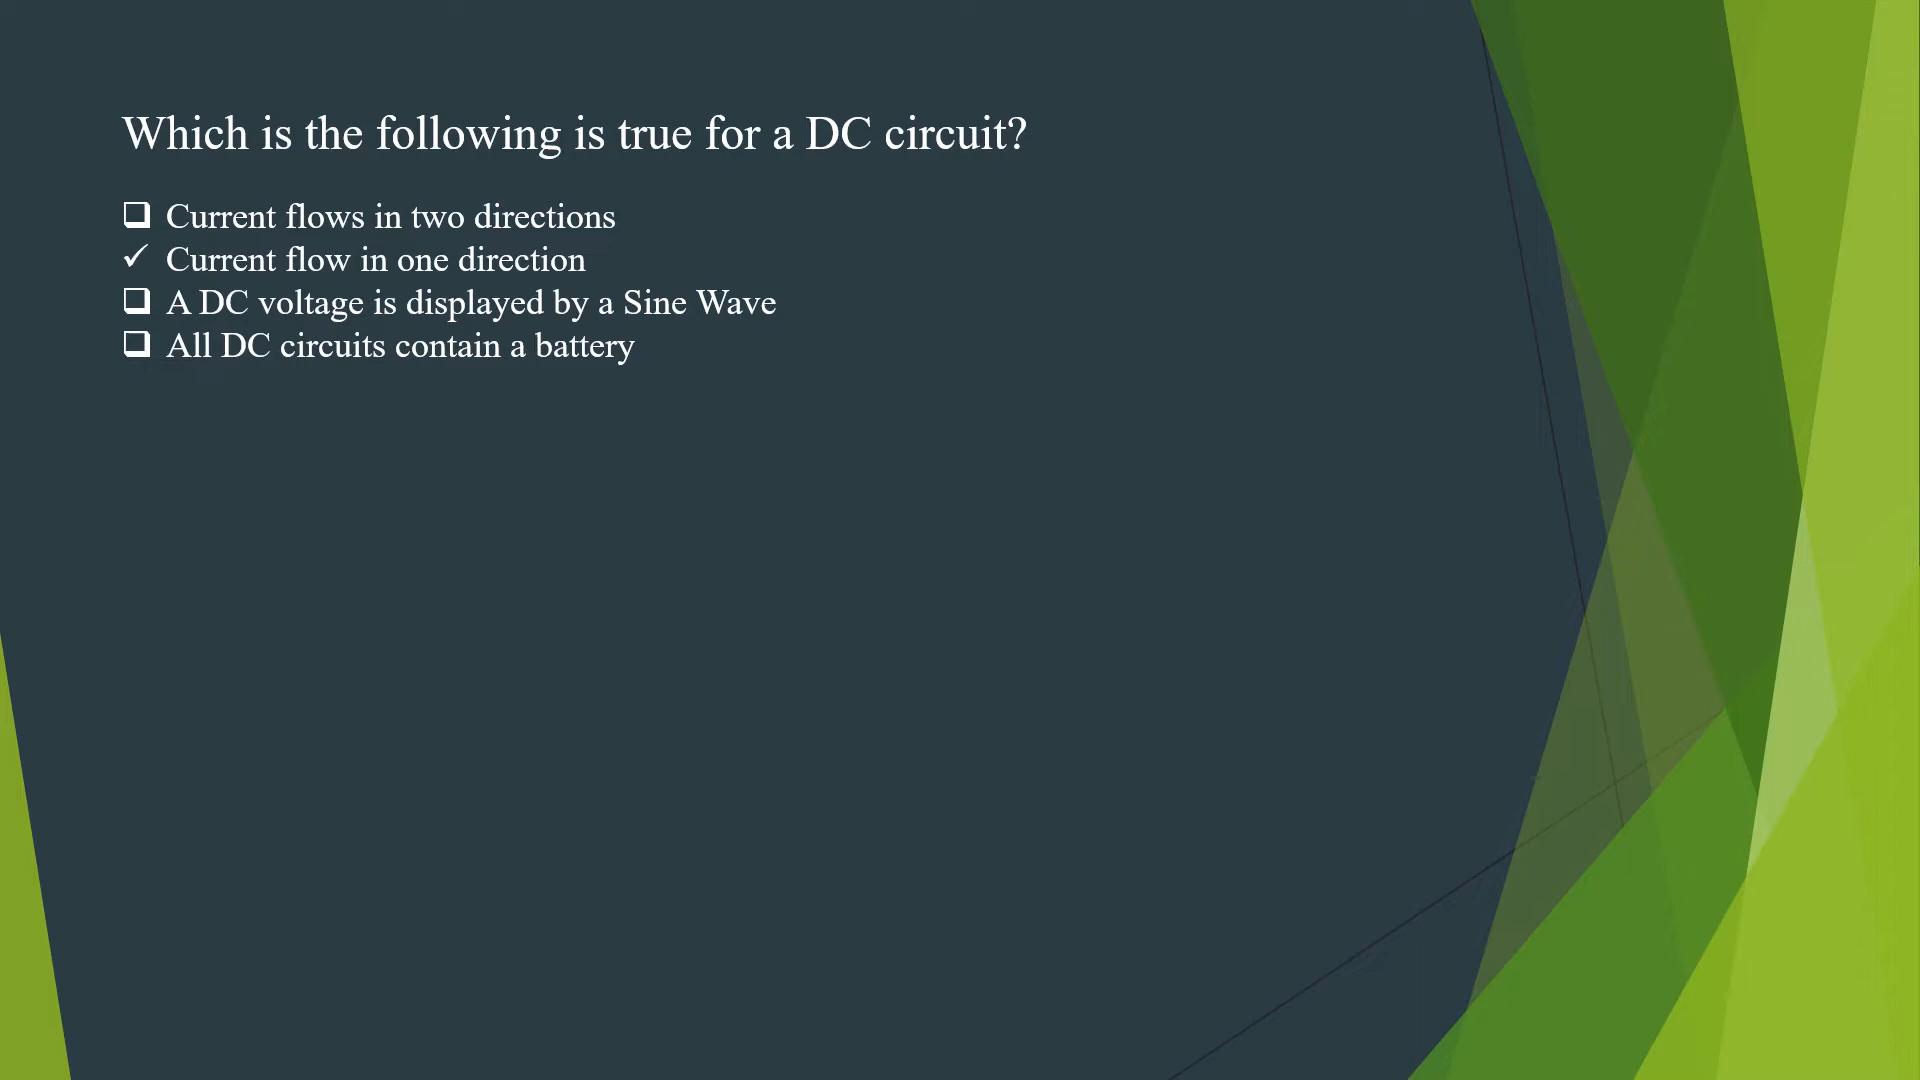 Which is the following is true for a DC circuit?
❑ Current flows in two directions
✓ Current flow in one direction
❑ A DC voltage is displayed by a Sine Wave
❑ All DC circuits contain a battery